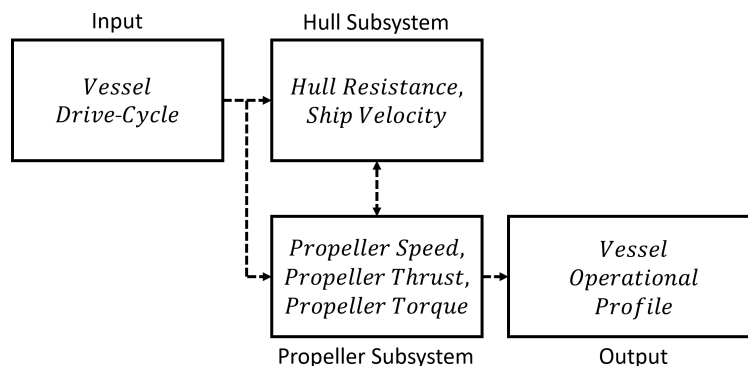 Input
Vessel
Drive-Cycle
Hull Subsystem
Hull Resistance,
Ship Velocity
Propeller Speed,
Propeller Thrust,
Propeller Torque
Propeller Subsystem
Vessel
Operational
Profile
Output